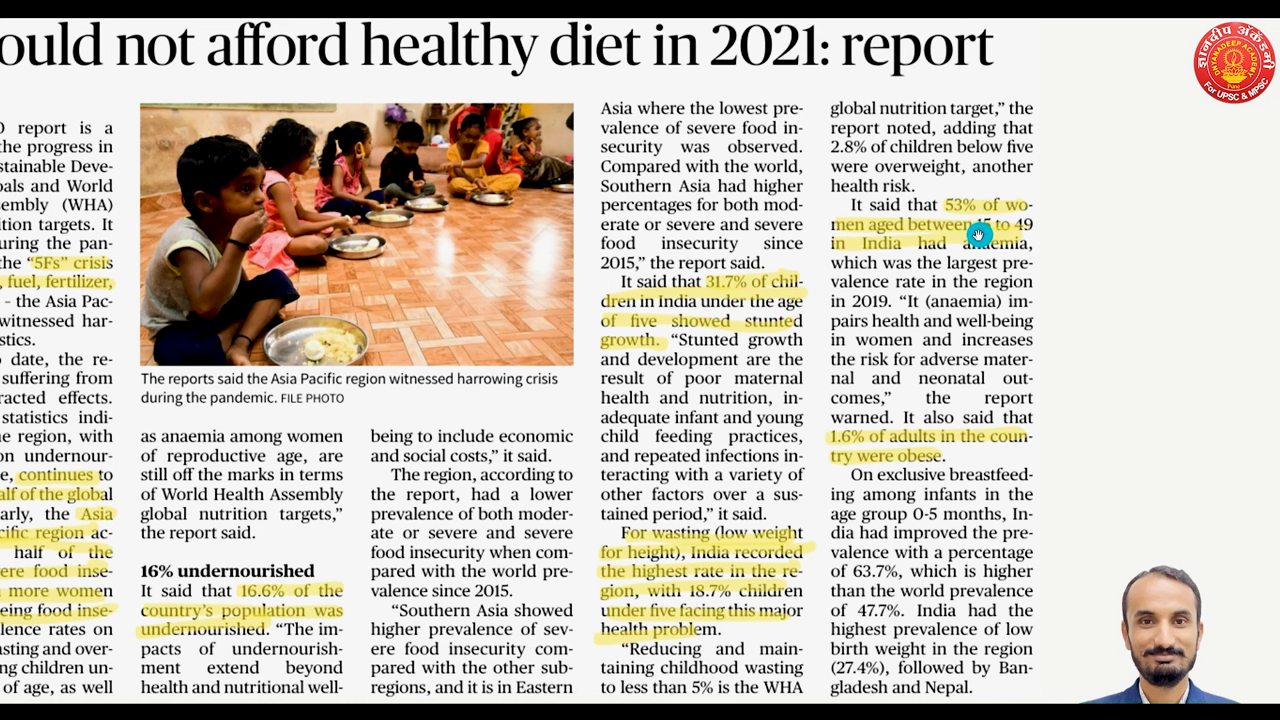 ould not afford healthy diet in 2021: report
ज्ञानदीप अकॅडमी
DNYANADEEP ACADEMY
Pune
For UPSC & MPSC
O report is a
the progress in
stainable Deve-
oals and World
embly (WHA)
ition targets. It
uring the pan-
the “5Fs” crisis
, fuel, fertilizer,
- the Asia Pac-
witnessed har-
stics.
o date, the re-
suffering from
racted effects.
statistics indi-
e region, with
on undernour-
e, continues to
alf of the global
arly, the Asia
cific region ac-
half of the
ere food inse-
more women
eing food inse-
lence rates on
asting and over-
ng children un-
of age, as well
The reports said the Asia Pacific region witnessed harrowing crisis
during the pandemic. FILE PHOTO
as anaemia among women
of reproductive age, are
still off the marks in terms
of World Health Assembly
global nutrition targets,”
the report said.
16% undernourished
It said that 16.6% of the
country’s population was
undernourished. “The im-
pacts of undernourish-
ment extend beyond
health and nutritional well-
being to include economic
and social costs,” it said.
The region, according to
the report, had a lower
prevalence of both moder-
ate or severe and severe
food insecurity when com-
pared with the world pre-
valence since 2015.
“Southern Asia showed
higher prevalence of sev-
ere food insecurity com-
pared with the other sub-
regions, and it is in Eastern
Asia where the lowest pre-
valence of severe food in-
security was observed.
Compared with the world,
Southern Asia had higher
percentages for both mod-
erate or severe and severe
food insecurity since
2015,” the report said.
It said that 31.7% of chil-
dren in India under the age
of five showed stunted
growth. “Stunted growth
and development are the
result of poor maternal
health and nutrition, in-
adequate infant and young
child feeding practices,
and repeated infections in-
teracting with a variety of
other factors over a sus-
tained period,” it said.
For wasting (low weight
for height), India recorded
the highest rate in the re-
gion, with 18.7% children
under five facing this major
health problem.
“Reducing and main-
taining childhood wasting
to less than 5% is the WHA
global nutrition target,” the
report noted, adding that
2.8% of children below five
were overweight, another
health risk.
It said that 53% of wo-
men aged between 15 to 49
in India had anaemia,
which was the largest pre-
valence rate in the region
in 2019. “It (anaemia) im-
pairs health and well-being
in women and increases
the risk for adverse mater-
nal and neonatal out-
comes,” the report
warned. It also said that
1.6% of adults in the coun-
try were obese.
On exclusive breastfeed-
ing among infants in the
age group 0-5 months, In-
dia had improved the pre-
valence with a percentage
of 63.7%, which is higher
than the world prevalence
of 47.7%. India had the
highest prevalence of low
birth weight in the region
(27.4%), followed by Ban-
gladesh and Nepal.